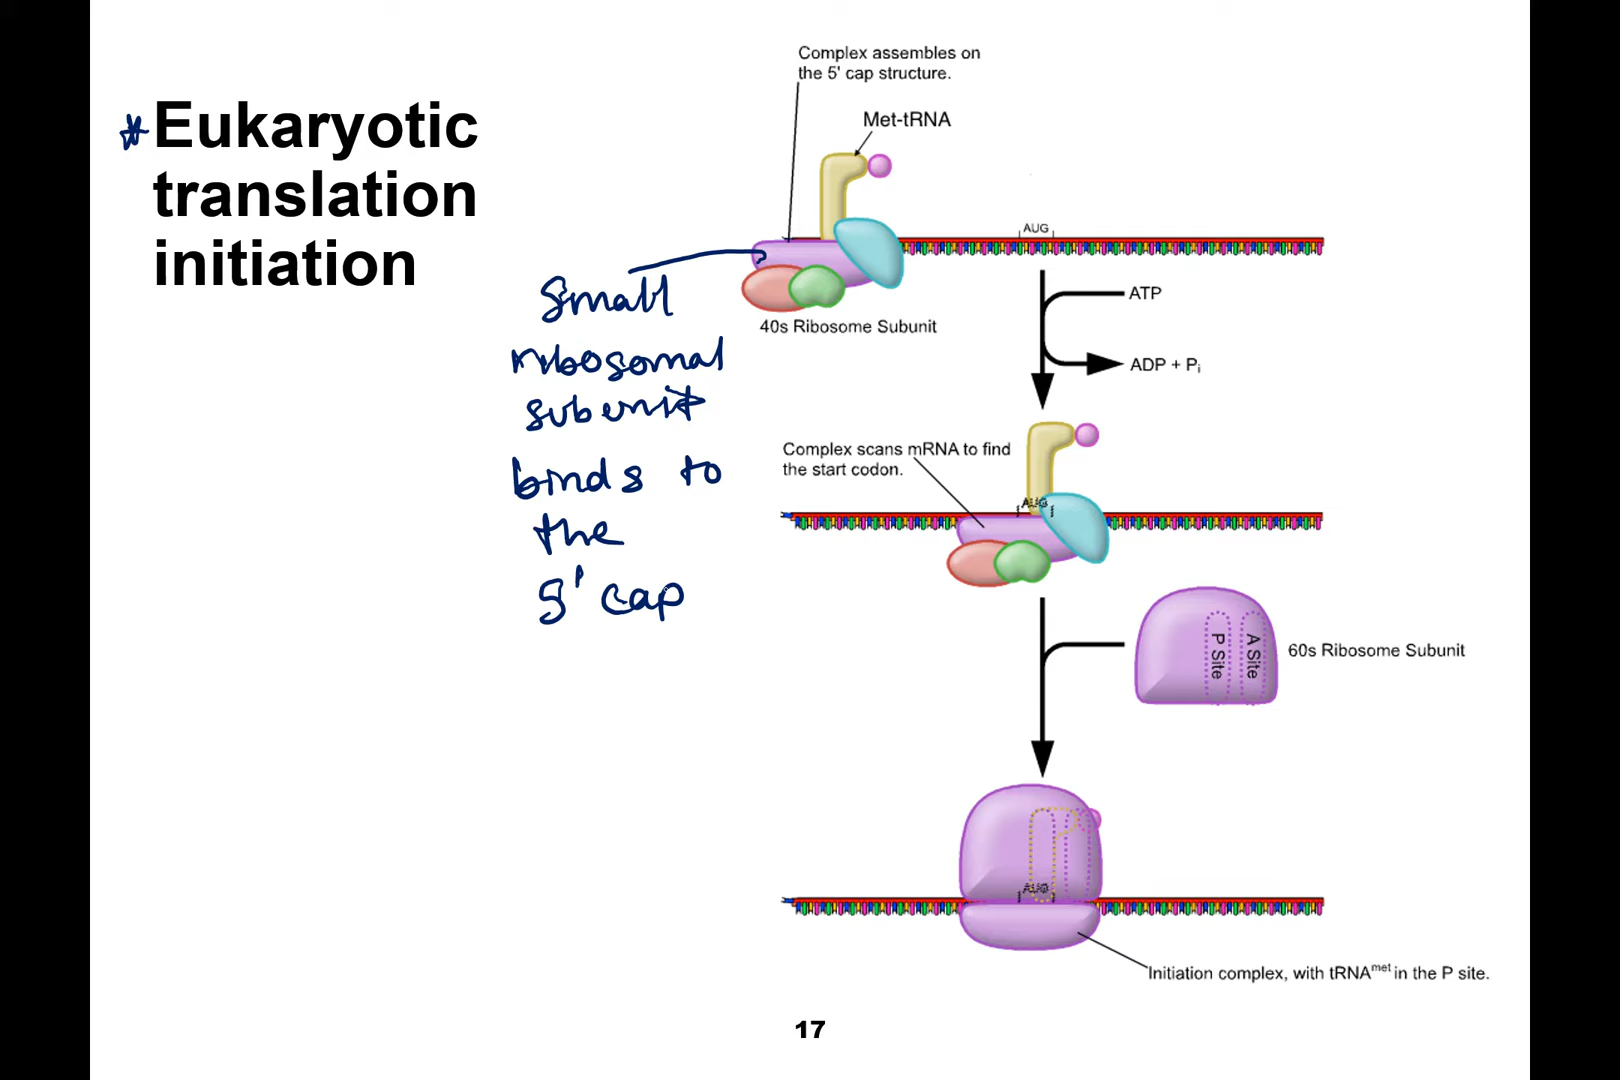 * Eukaryotic
translation
initiation
Complex assembles on
the 5' cap structure.
Met-tRNA
AUG
small
ribosomal
subunit
binds to
the
5' cap
40s Ribosome Subunit
ATP
ADP + Pi
Complex scans mRNA to find
the start codon.
AUG
P Site
A Site
60s Ribosome Subunit
AUG
Initiation complex, with tRNAmet in the P site.
17